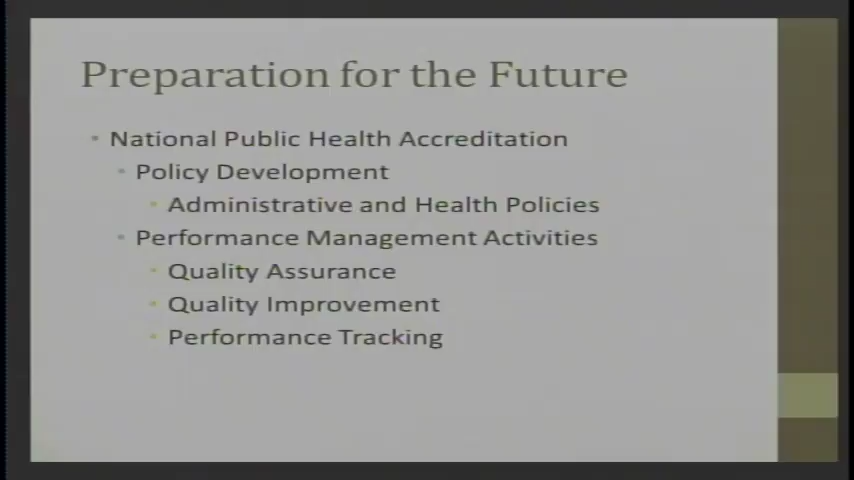 Preparation for the Future
• National Public Health Accreditation
• Policy Development
• Administrative and Health Policies
• Performance Management Activities
• Quality Assurance
• Quality Improvement
• Performance Tracking